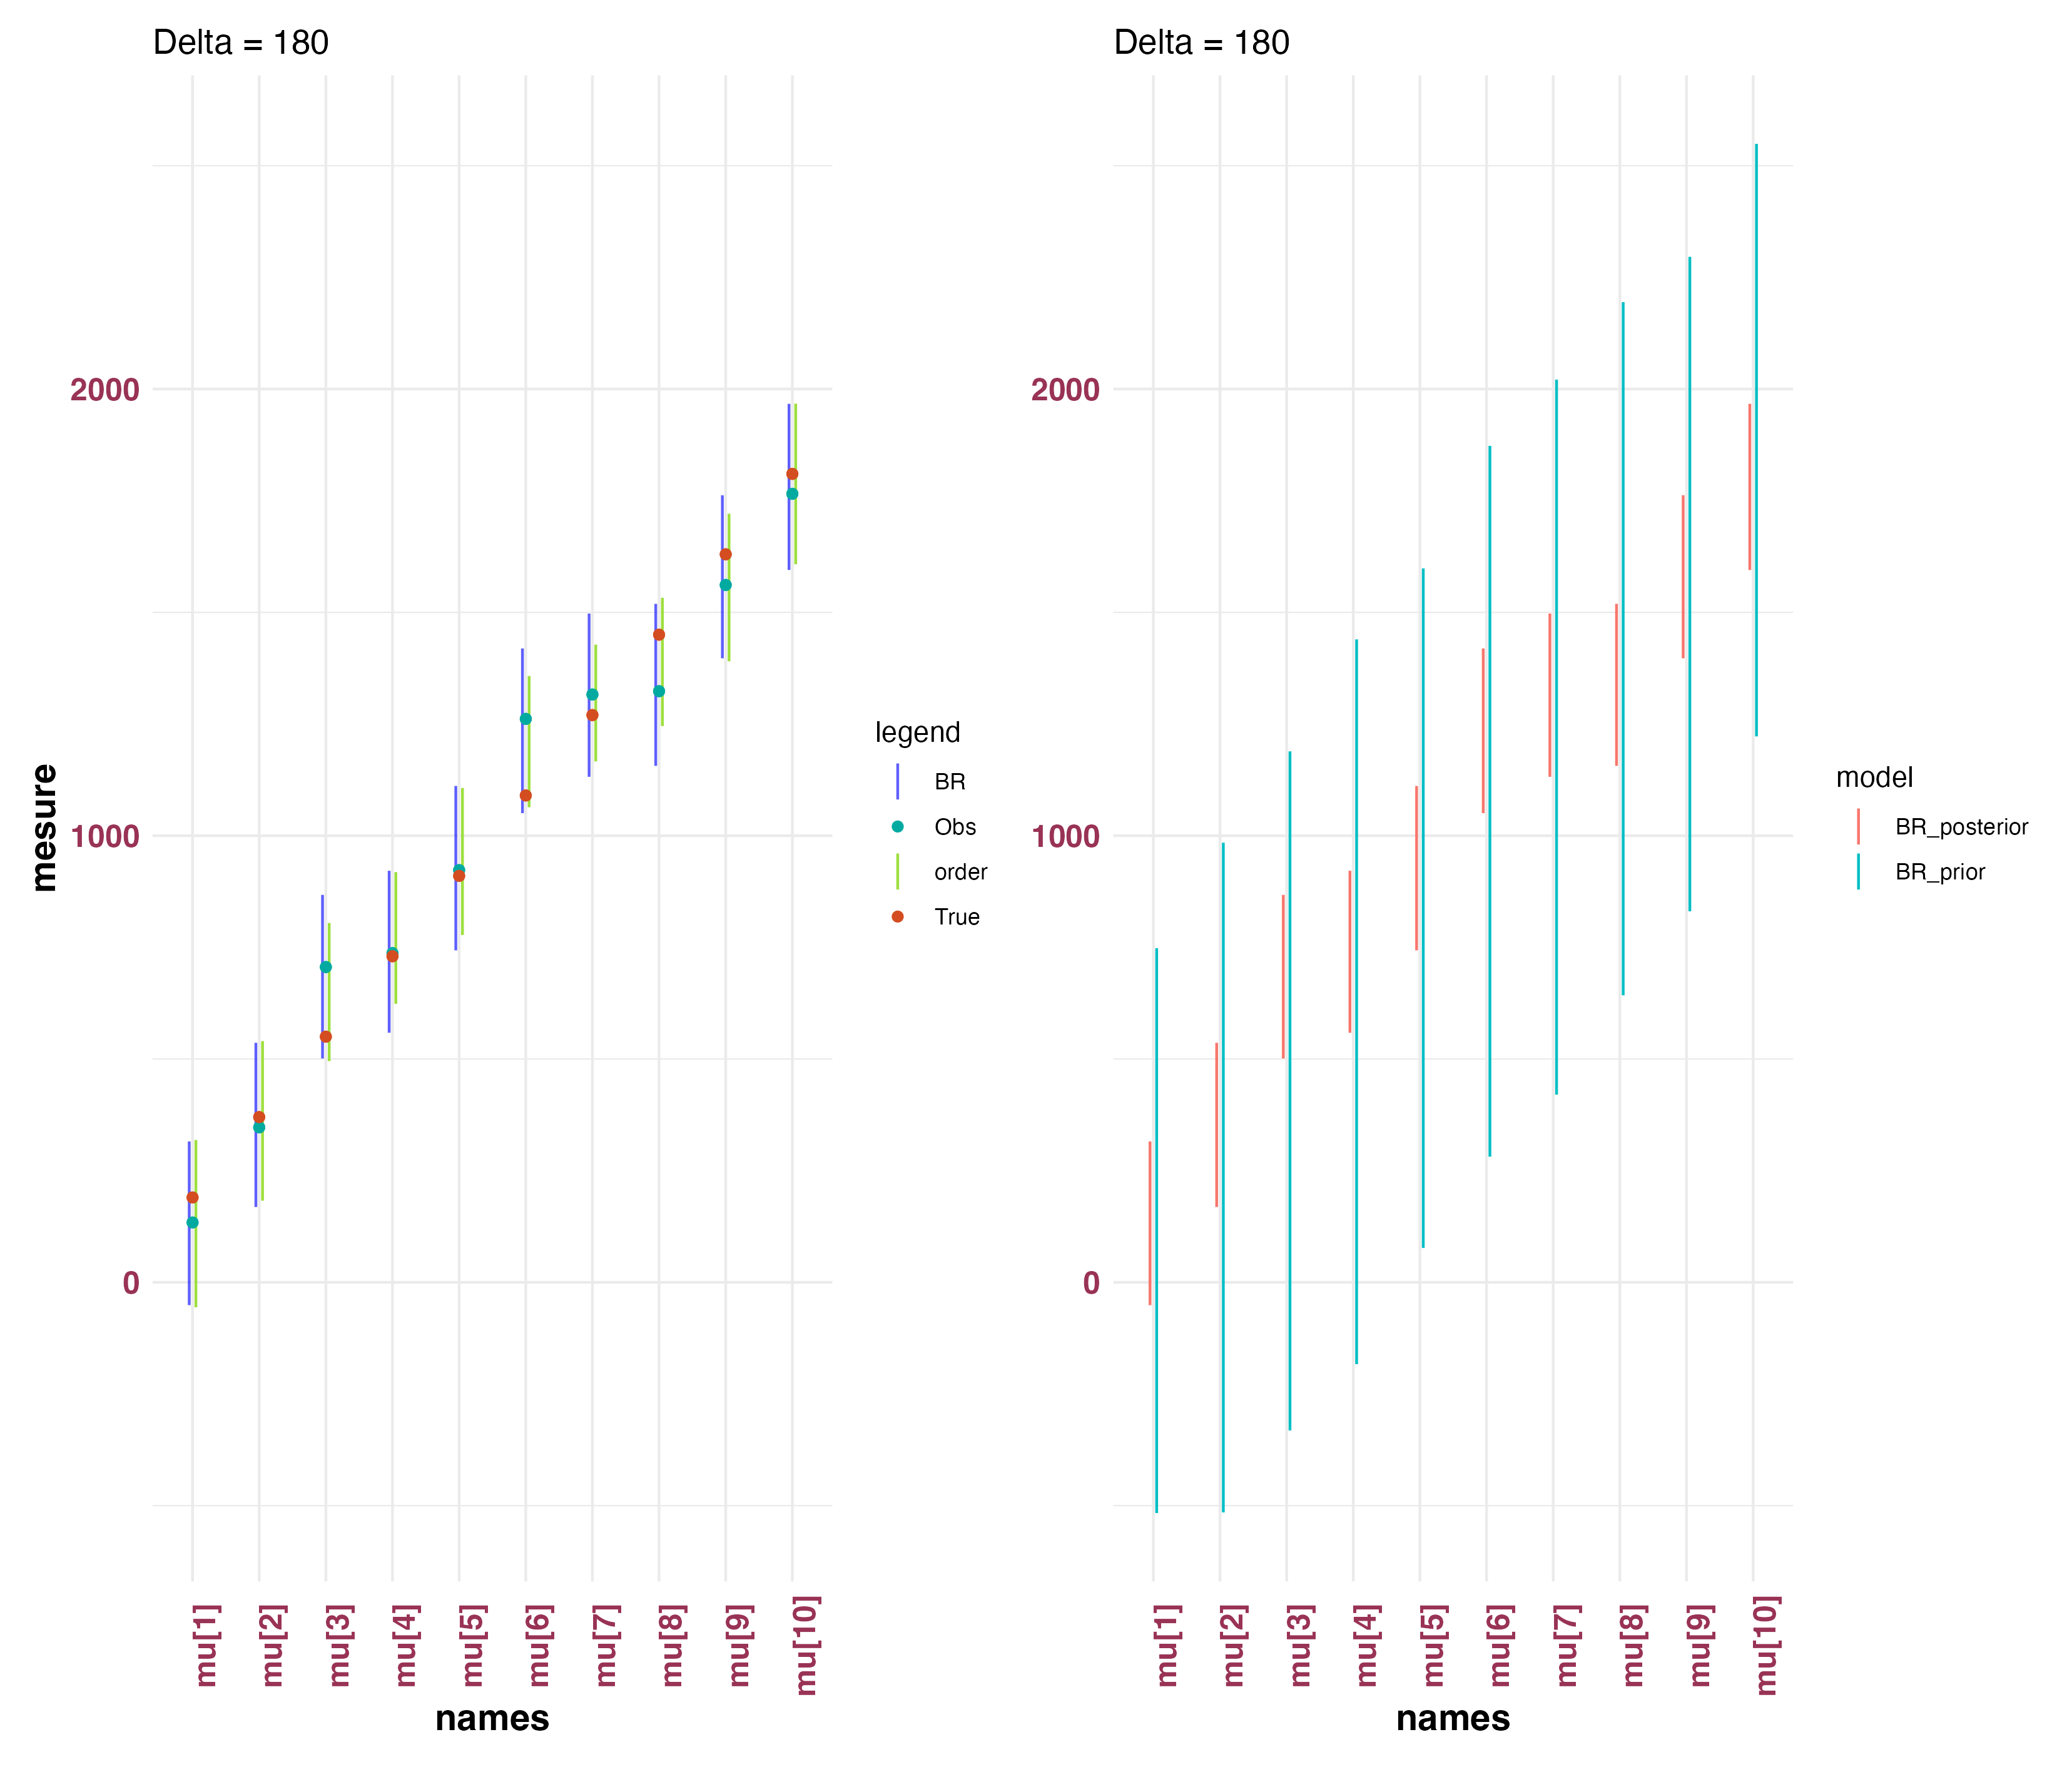 Delta = 180
mesure
2000
1000
0
mu[1]
mu[2]
mu[3]
mu[4]
mu[5]
mu[6]
mu[7]
mu[8]
mu[9]
mu[10]
names
legend
BR
Obs
order
True
Delta = 180
2000
1000
0
mu[1]
mu[2]
mu[3]
mu[4]
mu[5]
mu[6]
mu[7]
mu[8]
mu[9]
mu[10]
names
model
BR_posterior
BR_prior